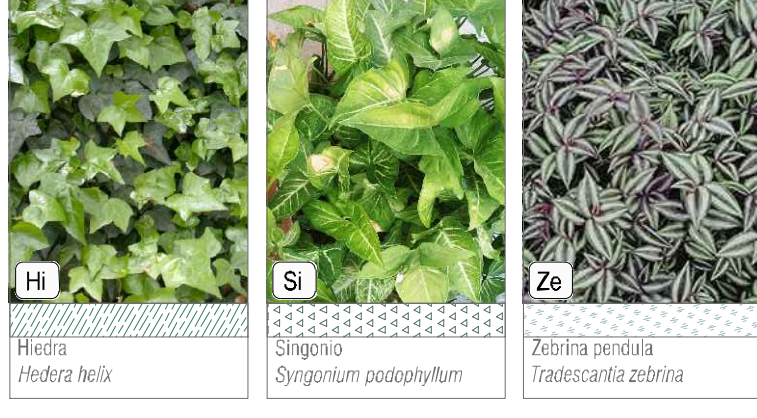 Hi
Si
Ze
Hiedra
Hedera helix
Singonio
Syngonium podophyllum
Zebrina pendula
Tradescantia zebrina